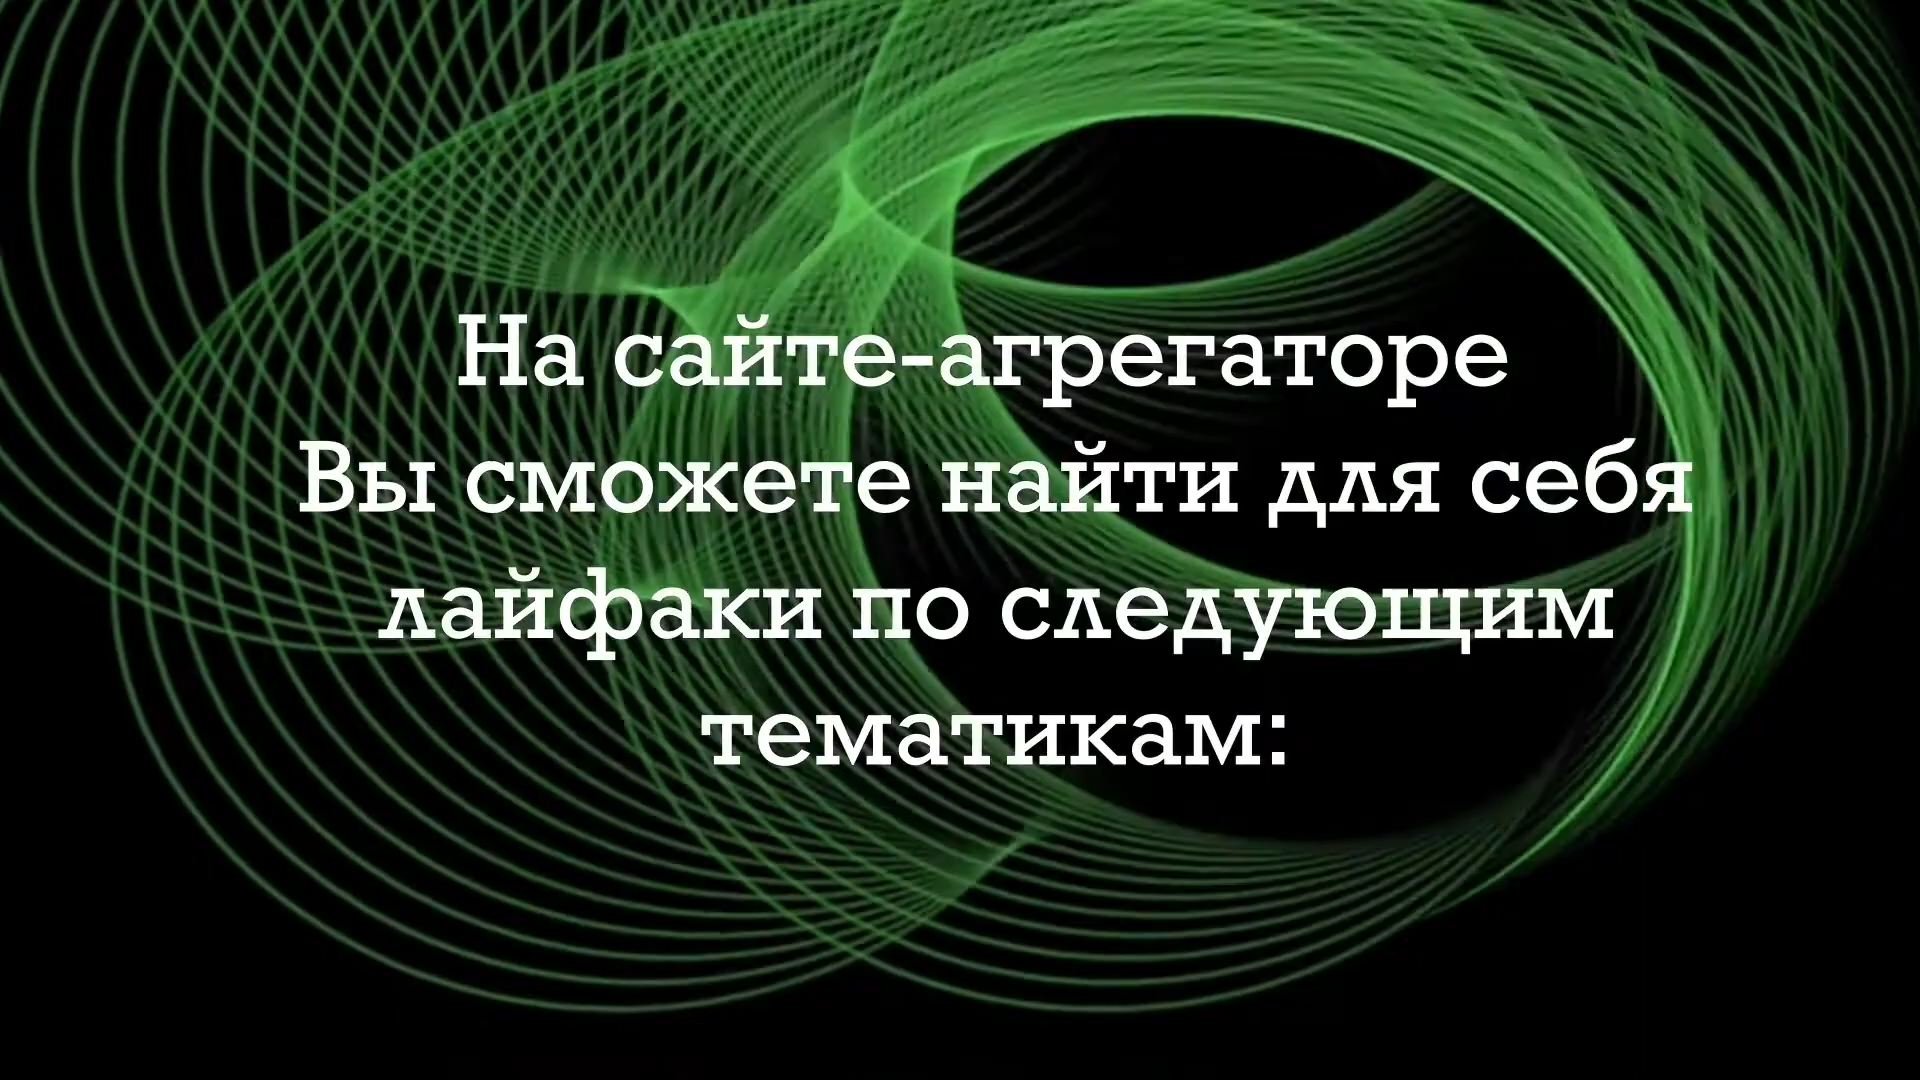 На сайте-агрегаторе
Вы сможете найти для себя
лайфаки по следующим
тематикам: